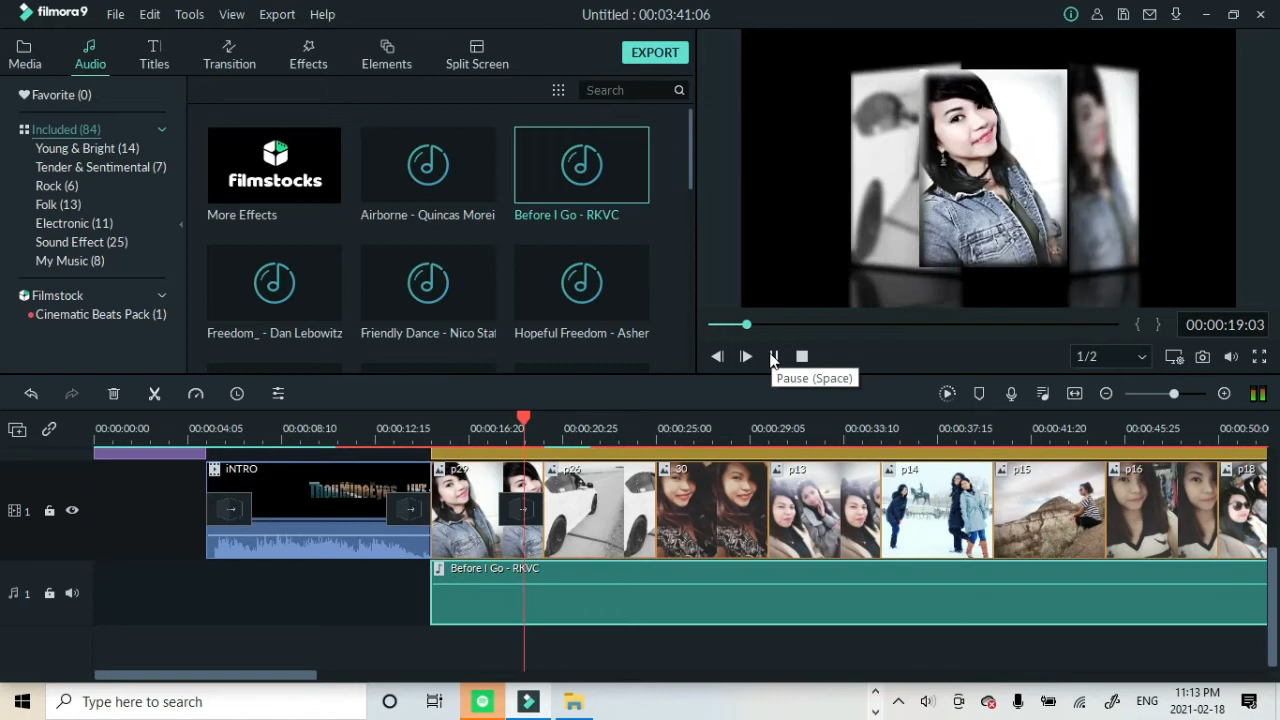 filmora9 File Edit Tools View Export Help Untitled : 00:03:41:06
Media Audio Titles Transition Effects Elements Split Screen EXPORT
Favorite (0)
Search
Included (84)
Young & Bright (14)
Tender & Sentimental (7)
Rock (6)
Folk (13)
Electronic (11)
Sound Effect (25)
My Music (8)
Filmstock
Cinematic Beats Pack (1)
filmstocks
More Effects
Airborne - Quincas Morei
Before I Go - RKVC
Freedom_ - Dan Lebowitz
Friendly Dance - Nico Staf
Hopeful Freedom - Asher
00:00:19:03
1/2
Pause (Space)
00:00:00:00 00:00:04:05 00:00:08:10 00:00:12:15 00:00:16:20 00:00:20:25 00:00:25:00 00:00:29:05 00:00:33:10 00:00:37:15 00:00:41:20 00:00:45:25 00:00:50:0
iNTRO p29 p26 30 p13 p14 p15 p16 p18
ThouMineEyes
1
Before I Go - RKVC
1
Type here to search
ENG
11:13 PM
2021-02-18